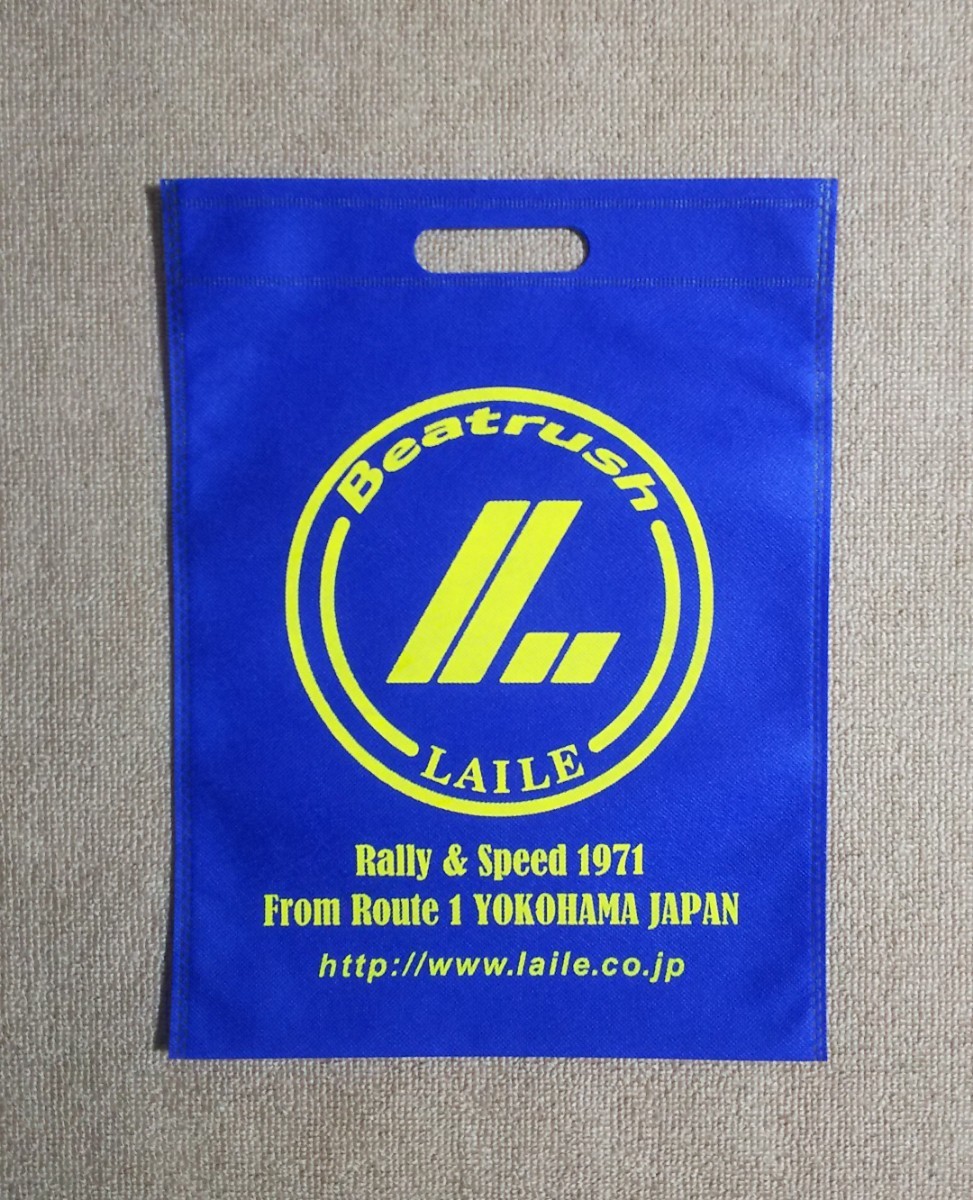 Beatrush
LAILE
Rally & Speed 1971
From Route 1 YOKOHAMA JAPAN
http://www.laile.co.jp